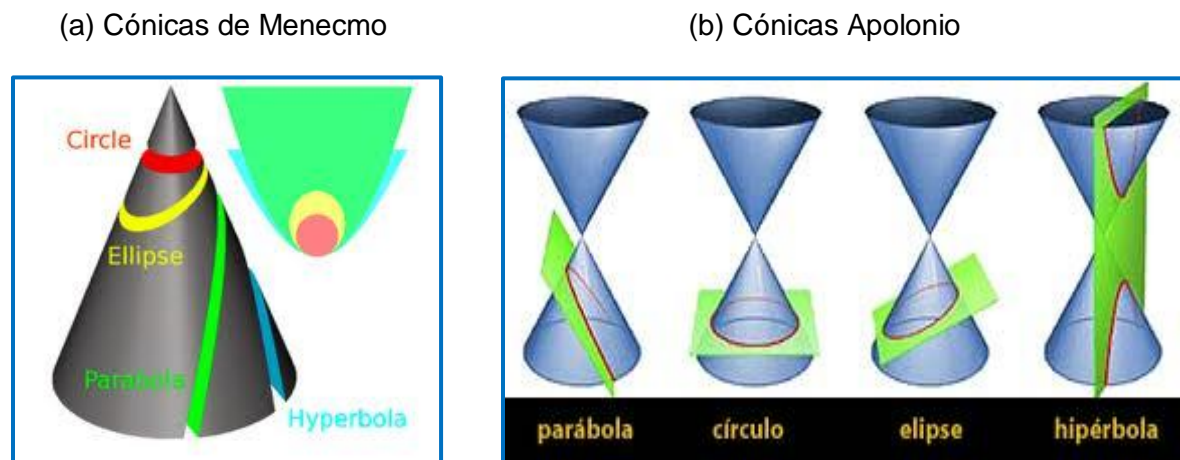 (a) Cónicas de Menecmo
(b) Cónicas Apolonio
Circle
Ellipse
Parabola
Hyperbola
parábola
círculo
elipse
hipérbola